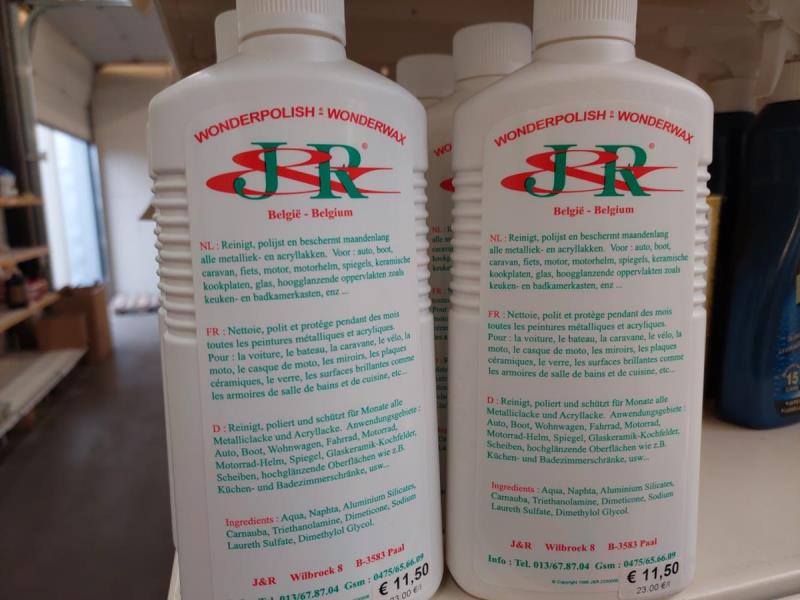 WONDERPOLISH & WONDERWAX
J&R®
België - Belgium
NL : Reinigt, polijst en beschermt maandenlang
alle metalliek- en acryllakken. Voor : auto, boot,
caravan, fiets, motor, motorhelm, spiegels, keramische
kookplaten, glas, hoogglanzende oppervlakten zoals
keuken- en badkamerkasten, enz ...
FR : Nettoie, polit et protège pendant des mois
toutes les peintures métalliques et acryliques.
Pour : la voiture, le bateau, la caravane, le vélo, la
moto, le casque de moto, les miroirs, les plaques
céramiques, le verre, les surfaces brillantes comme
les armoires de salle de bains et de cuisine, etc...
D : Reinigt, poliert und schützt für Monate alle
Metalliclacke und Acryllacke. Anwendungsgebiete :
Auto, Boot, Wohnwagen, Fahrrad, Motorrad,
Motorrad-Helm, Spiegel, Glaskeramik-Kochfelder,
Scheiben, hochglänzende Oberflächen wie z.B.
Küchen- und Badezimmerschränke, usw...
Ingredients : Aqua, Naphta, Aluminium Silicates,
Carnauba, Triethanolamine, Dimeticone, Sodium
Laureth Sulfate, Dimethylol Glycol.
J&R Wilbroek 8 B-3583 Paal
Tel. 013/67.87.04 Gsm : 0475/65.66.09
€ 11,50
23.00 €/l
WONDERPOLISH & WONDERWAX
J&R®
België - Belgium
NL : Reinigt, polijst en beschermt maandenlang
alle metalliek- en acryllakken. Voor : auto, boot,
caravan, fiets, motor, motorhelm, spiegels, keramische
kookplaten, glas, hoogglanzende oppervlakten zoals
keuken- en badkamerkasten, enz ...
FR : Nettoie, polit et protège pendant des mois
toutes les peintures métalliques et acryliques.
Pour : la voiture, le bateau, la caravane, le vélo, la
moto, le casque de moto, les miroirs, les plaques
céramiques, le verre, les surfaces brillantes comme
les armoires de salle de bains et de cuisine, etc...
D : Reinigt, poliert und schützt für Monate alle
Metalliclacke und Acryllacke. Anwendungsgebiete :
Auto, Boot, Wohnwagen, Fahrrad, Motorrad,
Motorrad-Helm, Spiegel, Glaskeramik-Kochfelder,
Scheiben, hochglänzende Oberflächen wie z.B.
Küchen- und Badezimmerschränke, usw...
Ingredients : Aqua, Naphta, Aluminium Silicates,
Carnauba, Triethanolamine, Dimeticone, Sodium
Laureth Sulfate, Dimethylol Glycol.
J&R Wilbroek 8 B-3583 Paal
Info : Tel. 013/67.87.04 Gsm : 0475/65.66.09
© Copyright 1996 J&R
€ 11,50
23.00 €/l
15